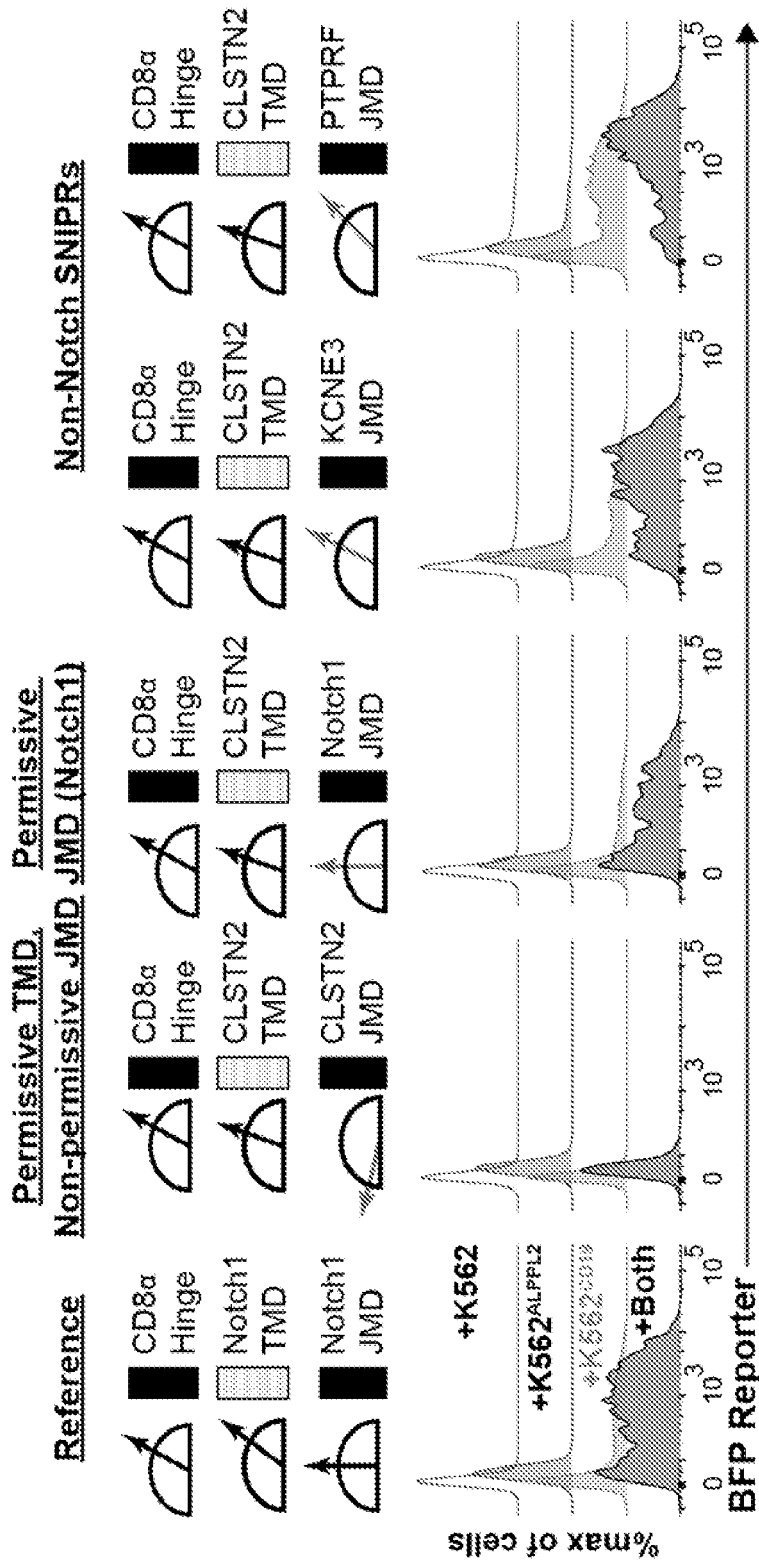 Reference
Permissive TMD,
Non-permissive JMD
Permissive
JMD (Notch1)
Non-Notch SNIPRs
CD8α
Hinge
Notch1
TMD
Notch1
JMD
CD8α
Hinge
CLSTN2
TMD
CLSTN2
JMD
CD8α
Hinge
CLSTN2
TMD
Notch1
JMD
CD8α
Hinge
CLSTN2
TMD
KCNE3
JMD
CD8α
Hinge
CLSTN2
TMD
PTPRF
JMD
%max of cells
+K562
+K562ALPPL2
+K562CD19
+Both
0 10³ 10⁵
0 10³ 10⁵
0 10³ 10⁵
0 10³ 10⁵
0 10³ 10⁵
BFP Reporter